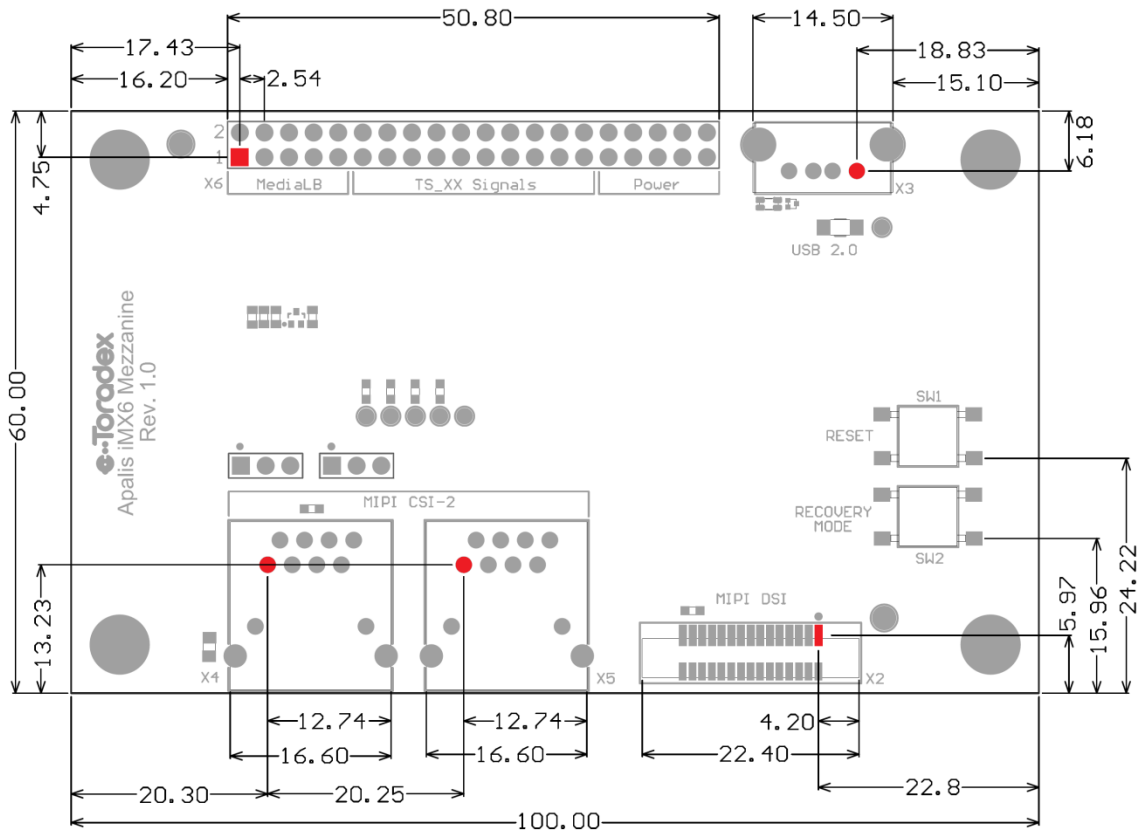 50.80
14.50
17.43
18.83
16.20
2.54
15.10
6.18
4.75
2
1
X6
MediaLB
TS_XX Signals
Power
X3
USB 2.0
60.00
Toradex
Apalis iMX6 Mezzanine
Rev. 1.0
SW1
RESET
MIPI CSI-2
RECOVERY
MODE
SW2
24.22
15.96
5.97
13.23
MIPI DSI
X4
X5
X2
12.74
12.74
4.20
16.60
16.60
22.40
20.30
20.25
22.8
100.00